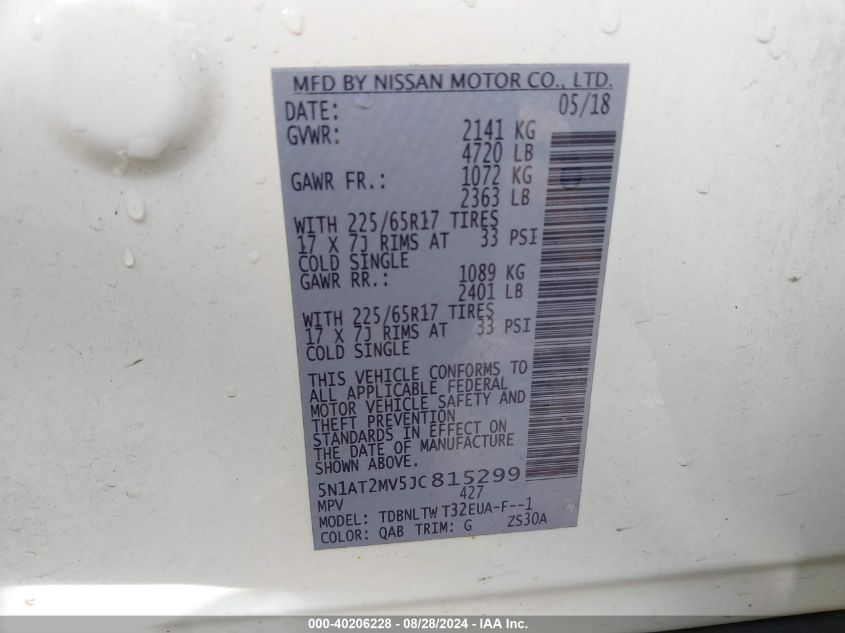 MFD BY NISSAN MOTOR CO., LTD.
DATE: 05/18
GVWR: 2141 KG
4720 LB
GAWR FR.: 1072 KG
2363 LB
WITH 225/65R17 TIRES
17 X 7J RIMS AT 33 PSI
COLD SINGLE
GAWR RR.: 1089 KG
2401 LB
WITH 225/65R17 TIRES
17 X 7J RIMS AT 33 PSI
COLD SINGLE
THIS VEHICLE CONFORMS TO
ALL APPLICABLE FEDERAL
MOTOR VEHICLE SAFETY AND
THEFT PREVENTION
STANDARDS IN EFFECT ON
THE DATE OF MANUFACTURE
SHOWN ABOVE.
5N1AT2MV5JC815299
MPV 427
MODEL: TDBNLTW T32EUA-F--1
COLOR: QAB TRIM: G ZS30A
000-40206228 - 08/28/2024 - IAA Inc.